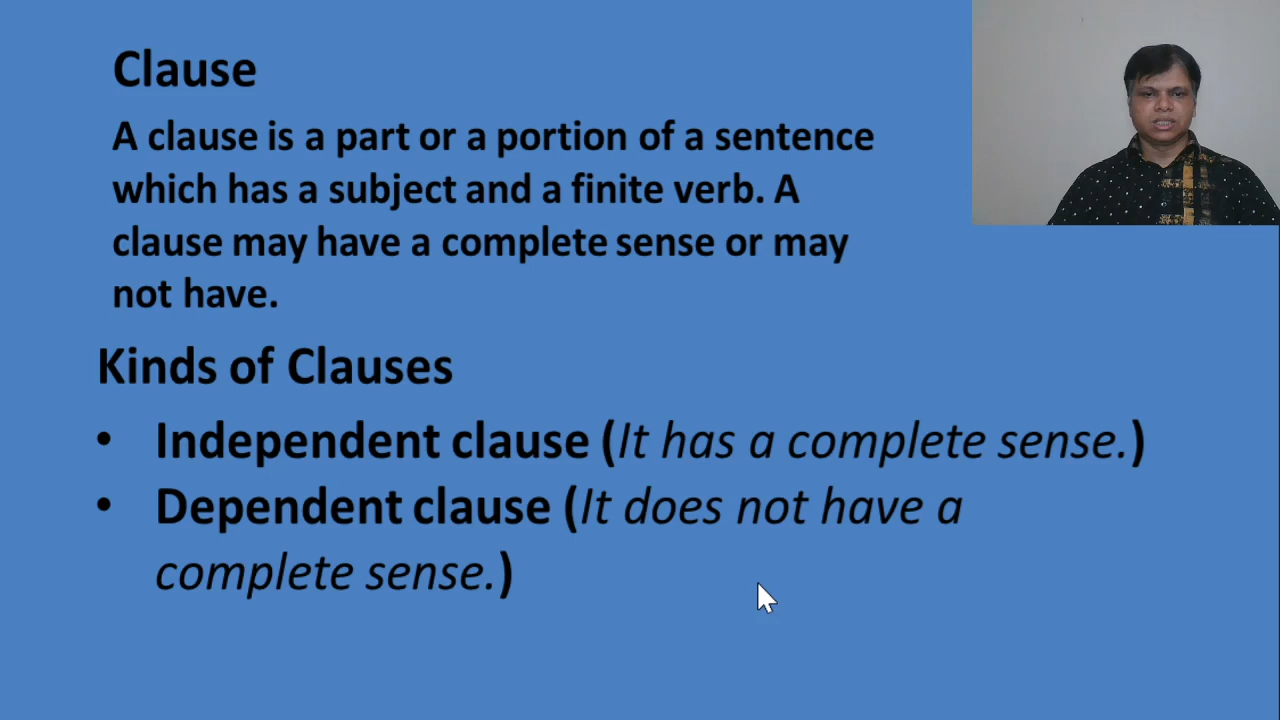 Clause
A clause is a part or a portion of a sentence
which has a subject and a finite verb. A
clause may have a complete sense or may
not have.
Kinds of Clauses
• Independent clause (It has a complete sense.)
• Dependent clause (It does not have a
complete sense.)